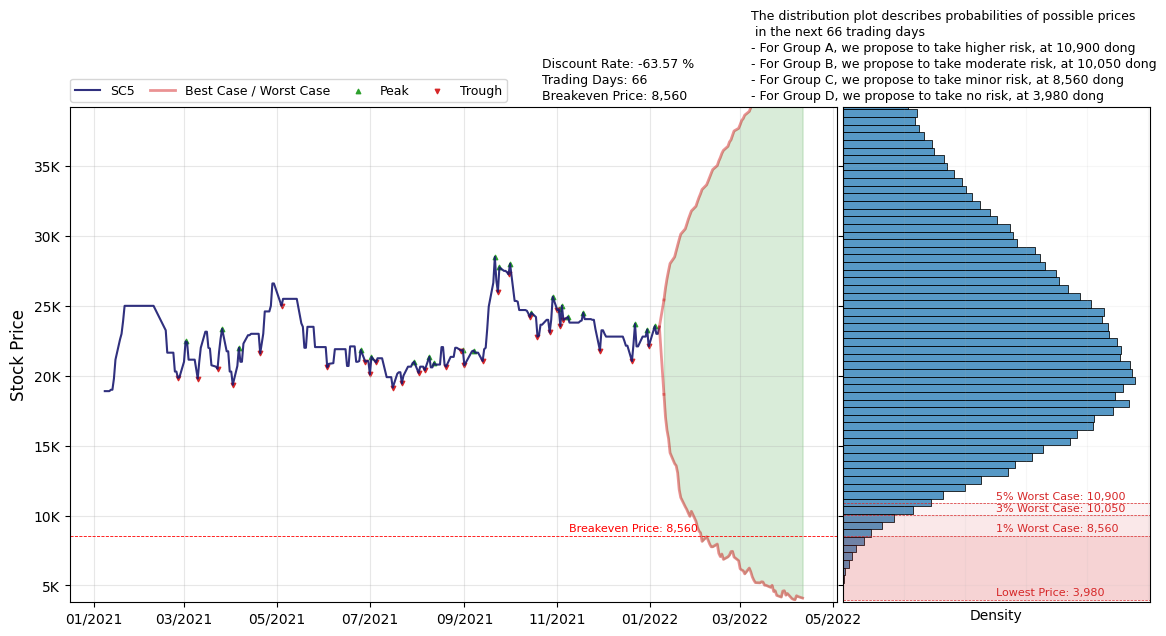 The distribution plot describes probabilities of possible prices
in the next 66 trading days
- For Group A, we propose to take higher risk, at 10,900 dong
- For Group B, we propose to take moderate risk, at 10,050 dong
- For Group C, we propose to take minor risk, at 8,560 dong
- For Group D, we propose to take no risk, at 3,980 dong
Discount Rate: -63.57 %
Trading Days: 66
Breakeven Price: 8,560
SC5
Best Case / Worst Case
Peak
Trough
Stock Price
35K
30K
25K
20K
15K
10K
5K
Breakeven Price: 8,560
5% Worst Case: 10,900
3% Worst Case: 10,050
1% Worst Case: 8,560
Lowest Price: 3,980
01/2021
03/2021
05/2021
07/2021
09/2021
11/2021
01/2022
03/2022
05/2022
Density